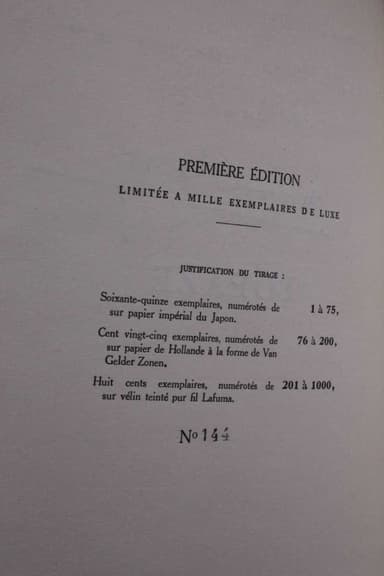 PREMIÈRE ÉDITION
LIMITÉE A MILLE EXEMPLAIRES DE LUXE
JUSTIFICATION DU TIRAGE :
Soixante-quinze exemplaires, numérotés de 1 à 75,
sur papier impérial du Japon.
Cent vingt-cinq exemplaires, numérotés de 76 à 200,
sur papier de Hollande à la forme de Van
Gelder Zonen.
Huit cents exemplaires, numérotés de 201 à 1000,
sur vélin teinté pur fil Lafuma.
No 144